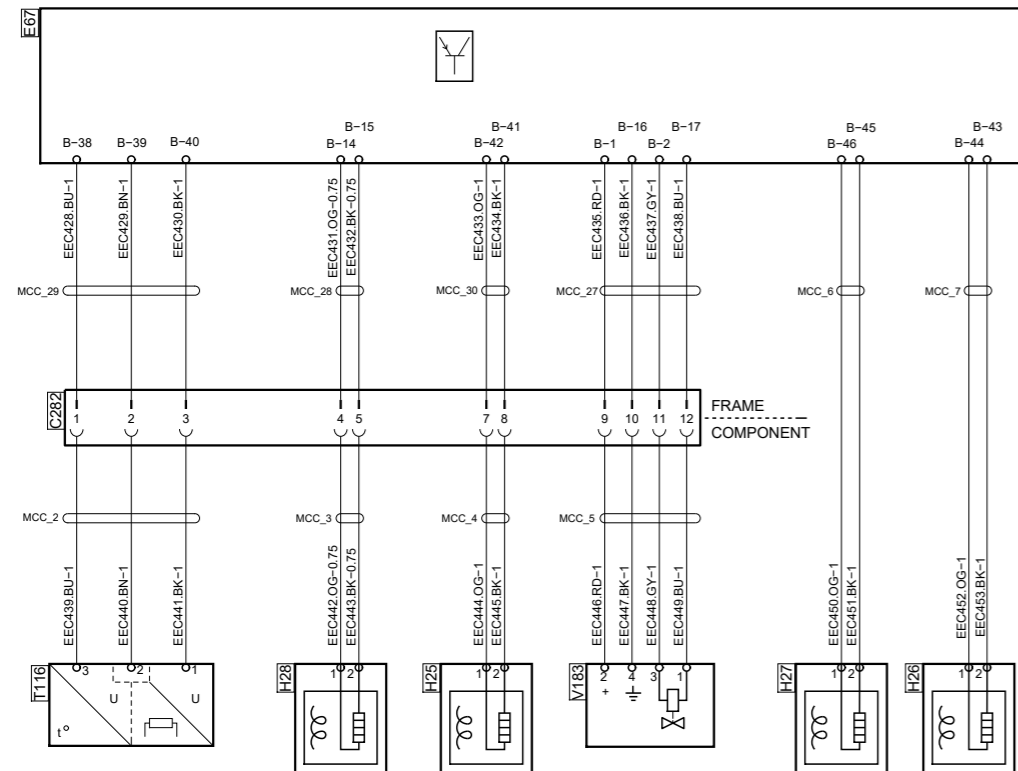 E67
B−15 B−41 B−16 B−17 B−45 B−43
B−38 B−39 B−40 B−14 B−42 B−1 B−2 B−46 B−44
EEC428.BU−1
EEC429.BN−1
EEC430.BK−1
EEC431.OG−0.75
EEC432.BK−0.75
EEC433.OG−1
EEC434.BK−1
EEC435.RD−1
EEC436.BK−1
EEC437.GY−1
EEC438.BU−1
MCC_29 MCC_28 MCC_30 MCC_27 MCC_6 MCC_7
C282
1 2 3 4 5 7 8 9 10 11 12
FRAME
COMPONENT
MCC_2 MCC_3 MCC_4 MCC_5
EEC439.BU−1
EEC440.BN−1
EEC441.BK−1
EEC442.OG−0.75
EEC443.BK−0.75
EEC444.OG−1
EEC445.BK−1
EEC446.RD−1
EEC447.BK−1
EEC448.GY−1
EEC449.BU−1
EEC450.OG−1
EEC451.BK−1
EEC452.OG−1
EEC453.BK−1
T116
3 2 1
U U
t°
H28
1 2
H25
1 2
V183
2 4 3 1
+
H27
1 2
H26
1 2